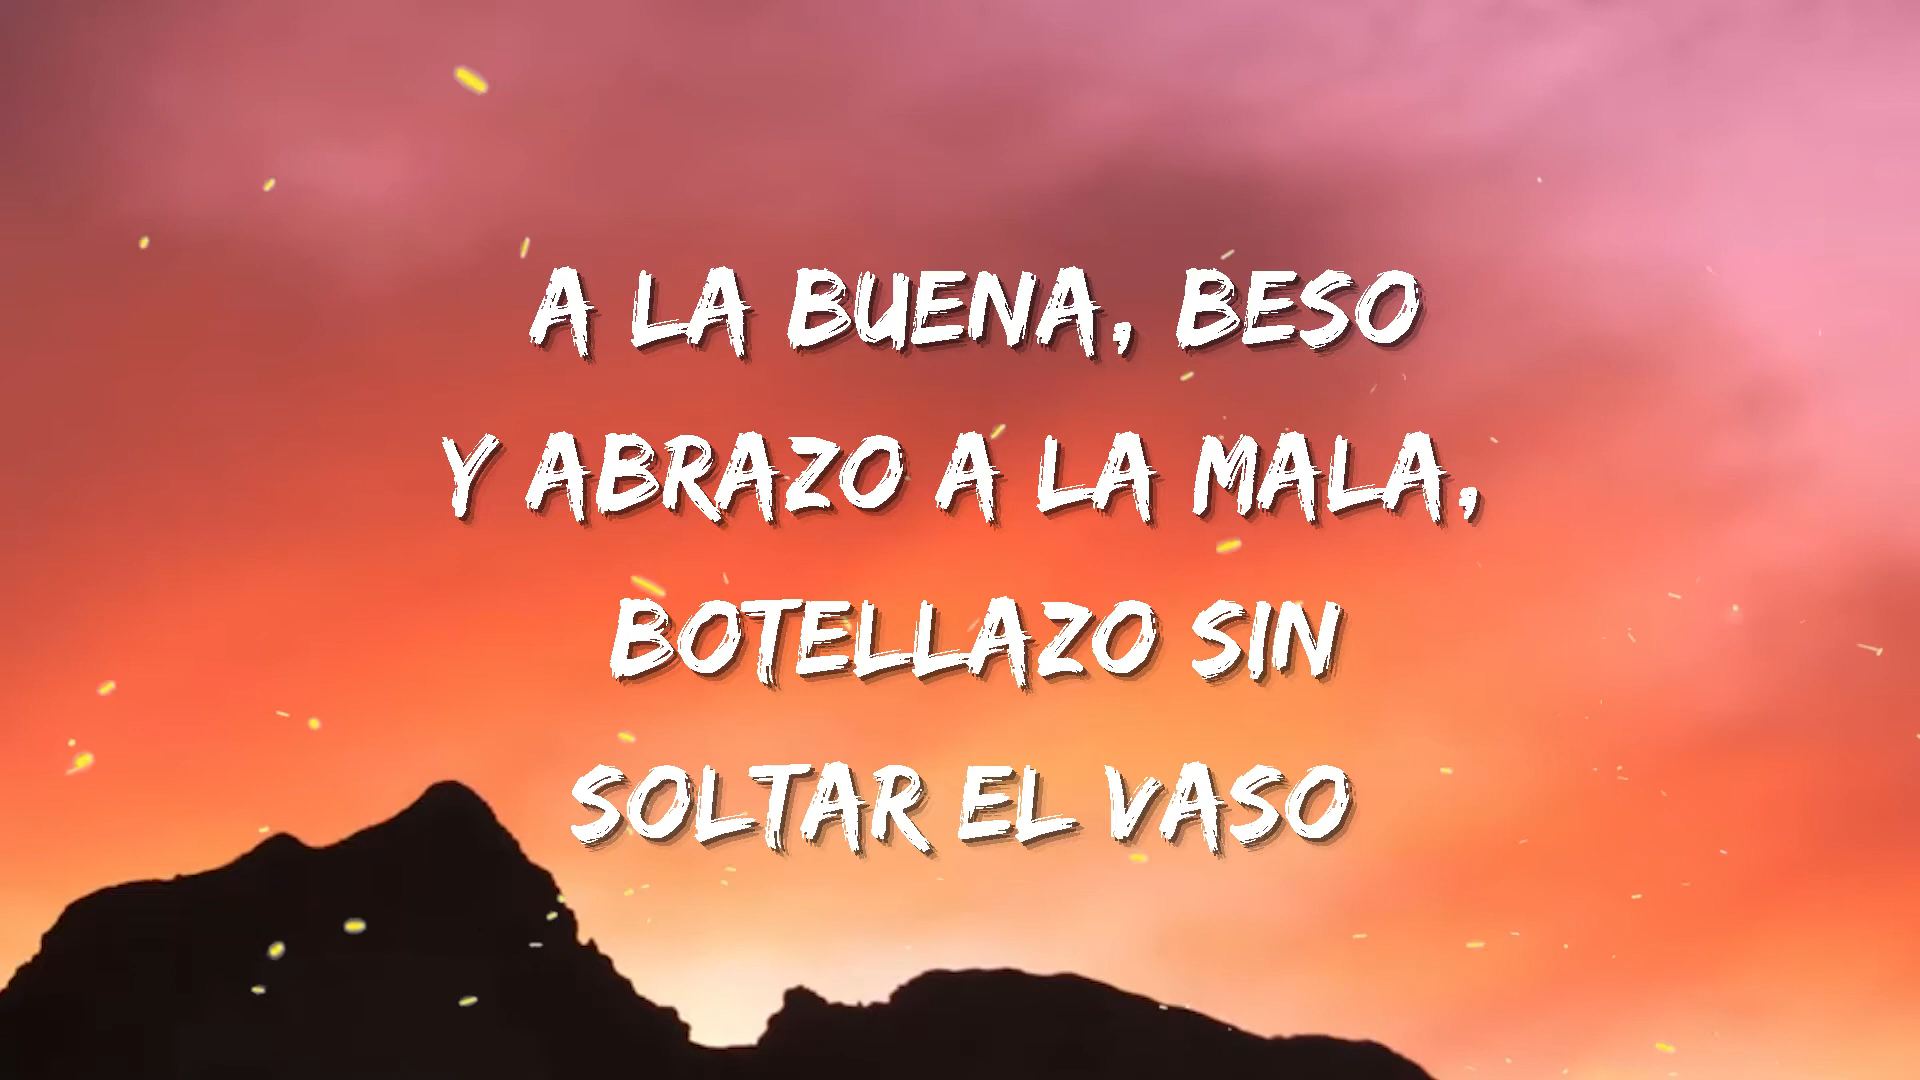 A LA BUENA, BESO
Y ABRAZO A LA MALA,
BOTELLAZO SIN
SOLTAR EL VASO